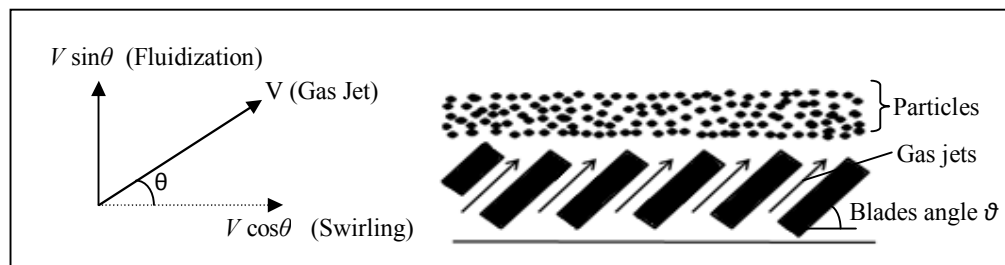 V sinθ (Fluidization)
V (Gas Jet)
θ
V cosθ (Swirling)
Particles
Gas jets
Blades angle ϑ